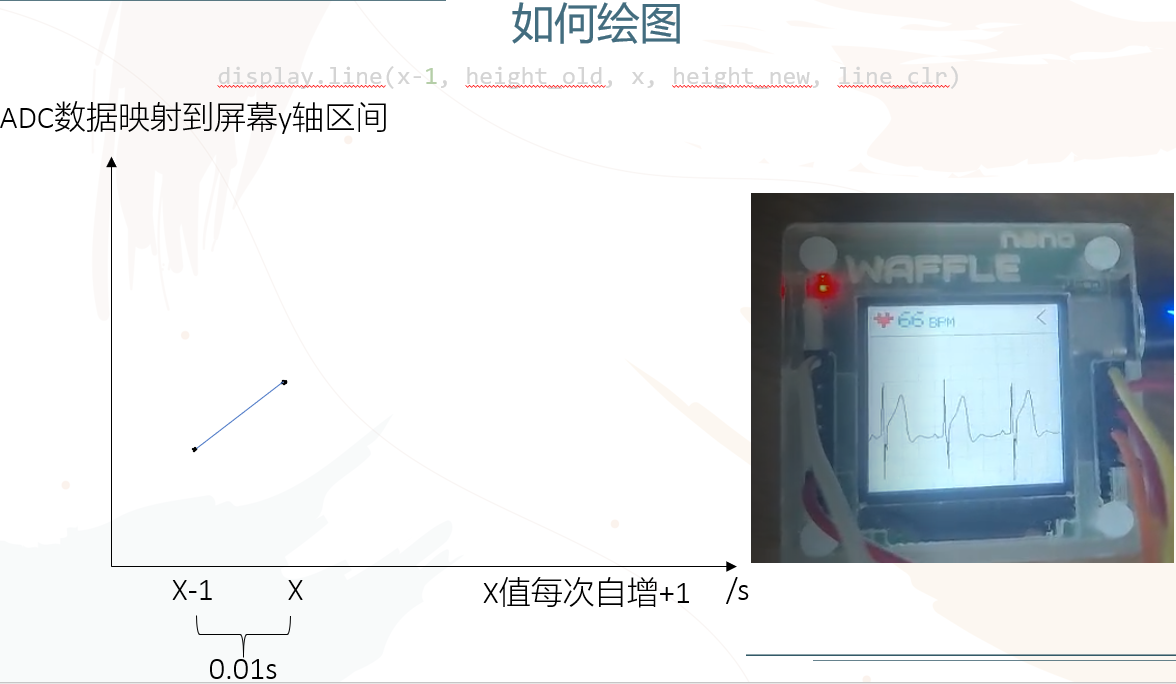 如何绘图
display.line(x-1, height_old, x, height_new, line_clr)
ADC数据映射到屏幕y轴区间
nano
WAFFLE
66 BPM
X-1
X
X值每次自增+1
/s
0.01s